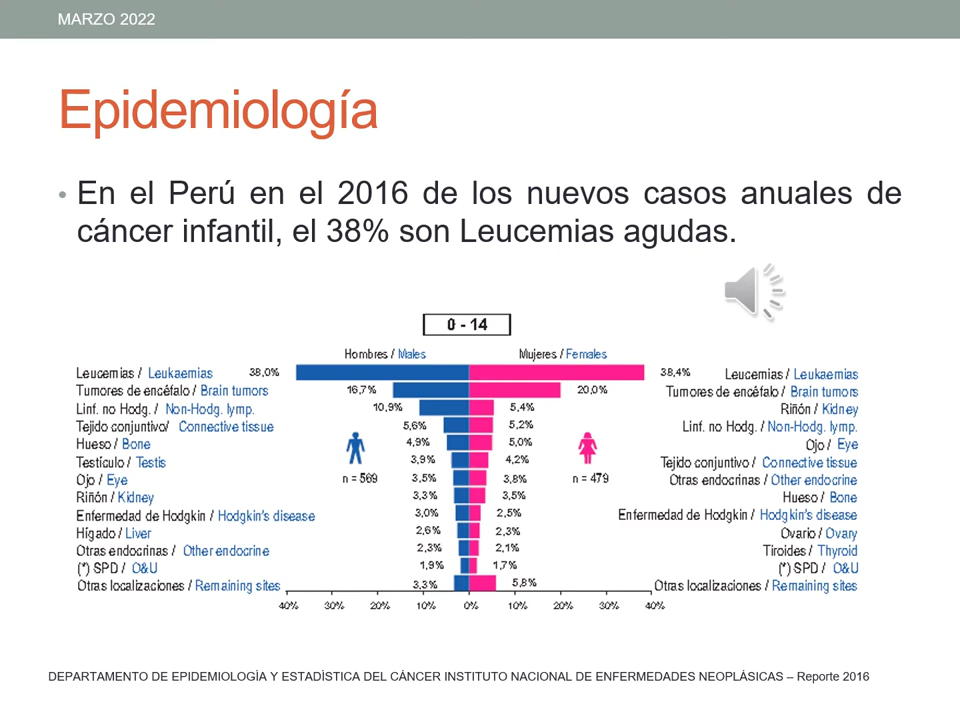 MARZO 2022
Epidemiología
• En el Perú en el 2016 de los nuevos casos anuales de
cáncer infantil, el 38% son Leucemias agudas.
0 - 14
Hombres / Males Mujeres / Females
Leucemias / Leukaemias 38,0% 38,4% Leucemias / Leukaemias
Tumores de encéfalo / Brain tumors 16,7% 20,0% Tumores de encéfalo / Brain tumors
Linf. no Hodg. / Non-Hodg. lymp. 10,9% 5,4% Riñón / Kidney
Tejido conjuntivo/ Connective tissue 5,6% 5,2% Linf. no Hodg. / Non-Hodg. lymp.
Hueso / Bone 4,9% 5,0% Ojo / Eye
Testículo / Testis 3,9% 4,2% Tejido conjuntivo / Connective tissue
Ojo / Eye 3,5% n = 569 3,8% n = 479 Otras endocrinas / Other endocrine
Riñón / Kidney 3,3% 3,5% Hueso / Bone
Enfermedad de Hodgkin / Hodgkin's disease 3,0% 2,5% Enfermedad de Hodgkin / Hodgkin's disease
Hígado / Liver 2,6% 2,3% Ovario / Ovary
Otras endocrinas / Other endocrine 2,3% 2,1% Tiroides / Thyroid
(*) SPD / O&U 1,9% 1,7% (*) SPD / O&U
Otras localizaciones / Remaining sites 3,3% 5,8% Otras localizaciones / Remaining sites
40% 30% 20% 10% 0% 10% 20% 30% 40%
DEPARTAMENTO DE EPIDEMIOLOGÍA Y ESTADÍSTICA DEL CÁNCER INSTITUTO NACIONAL DE ENFERMEDADES NEOPLÁSICAS – Reporte 2016